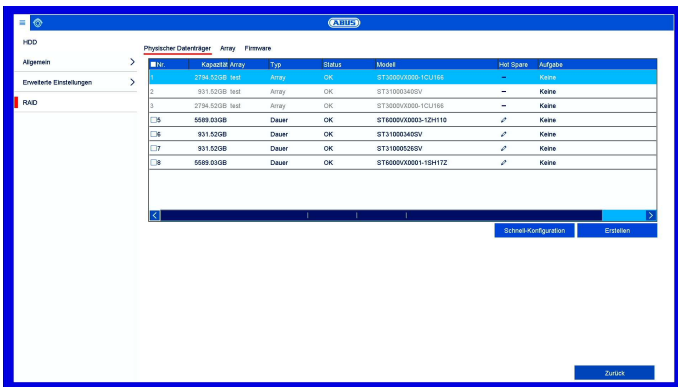 ABUS
HDD
Physischer Datenträger Array Firmware
Allgemein
Erweiterte Einstellungen
RAID
Nr. Kapazität Array Typ Status Modell Hot Spare Aufgabe
1 2794.52GB test Array OK ST3000VX000-1CU166 – Keine
2 931.52GB test Array OK ST31000340SV – Keine
3 2794.52GB test Array OK ST3000VX000-1CU166 – Keine
5 5589.03GB Dauer OK ST6000VX0003-1ZH110 Keine
6 931.52GB Dauer OK ST31000340SV Keine
7 931.52GB Dauer OK ST31000526SV Keine
8 5589.03GB Dauer OK ST6000VX0001-1SH17Z Keine
Schnell-Konfiguration Erstellen
Zurück